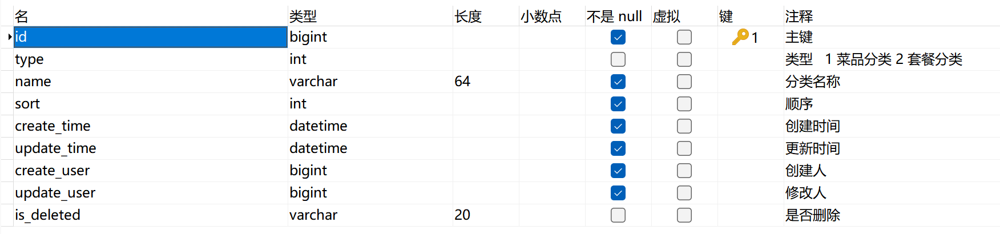 名 类型 长度 小数点 不是 null 虚拟 键 注释
id bigint 1 主键
type int 类型 1 菜品分类 2 套餐分类
name varchar 64 分类名称
sort int 顺序
create_time datetime 创建时间
update_time datetime 更新时间
create_user bigint 创建人
update_user bigint 修改人
is_deleted varchar 20 是否删除